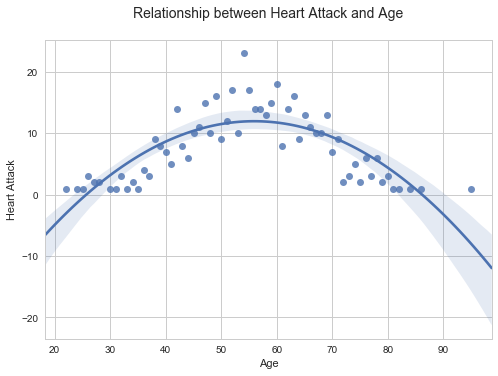 Relationship between Heart Attack and Age
20
10
0
−10
−20
Heart Attack
20 30 40 50 60 70 80 90
Age